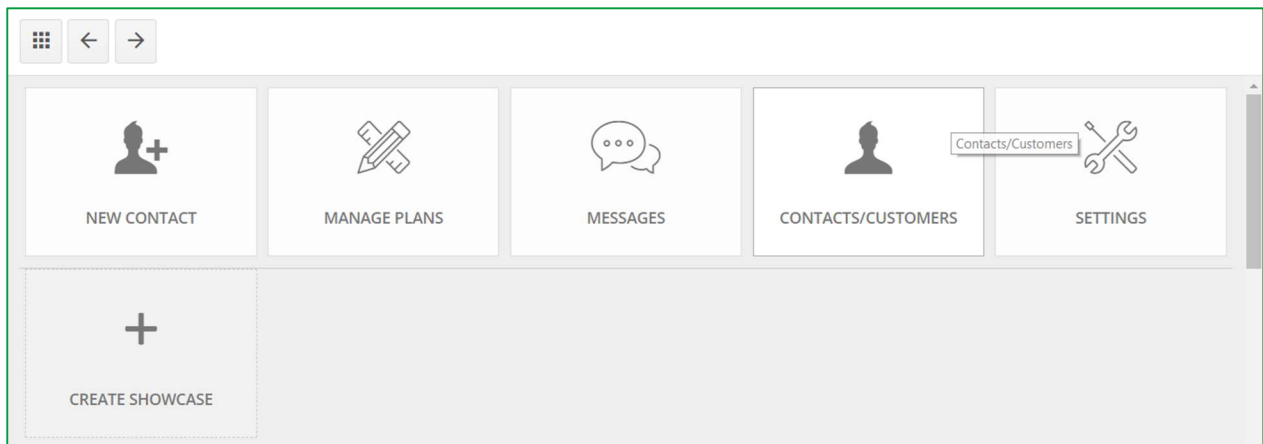 NEW CONTACT
MANAGE PLANS
MESSAGES
CONTACTS/CUSTOMERS
Contacts/Customers
SETTINGS
CREATE SHOWCASE